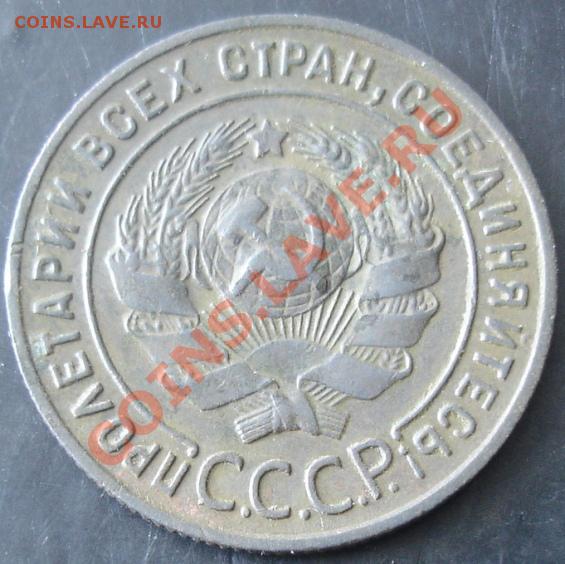 COINS.LAVE.RU
ПРОЛЕТАРИИ ВСЕХ СТРАН, СОЕДИНЯЙТЕСЬ!
С.С.С.Р.
COINS.LAVE.RU